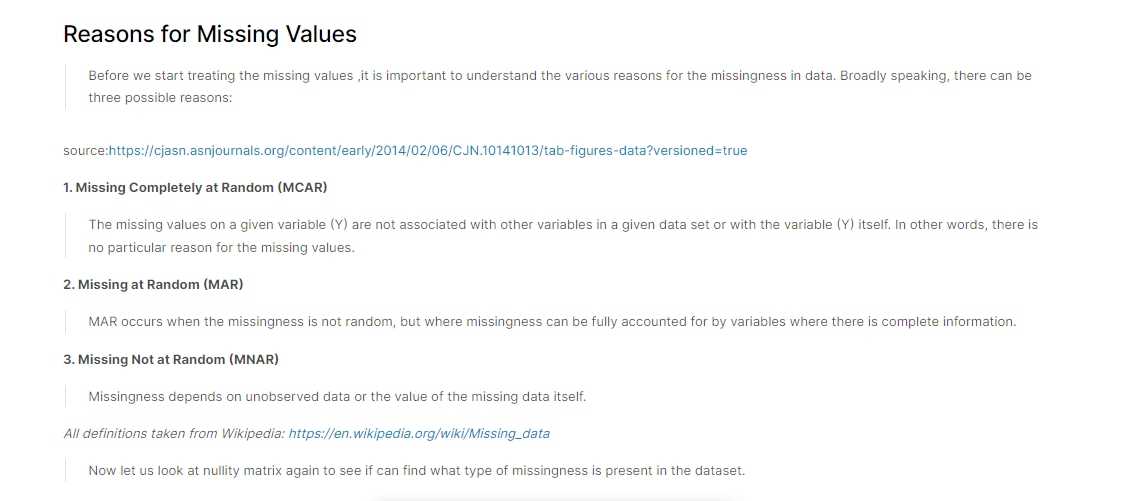 Reasons for Missing Values
Before we start treating the missing values ,it is important to understand the various reasons for the missingness in data. Broadly speaking, there can be
three possible reasons:
source:https://cjasn.asnjournals.org/content/early/2014/02/06/CJN.10141013/tab-figures-data?versioned=true
1. Missing Completely at Random (MCAR)
The missing values on a given variable (Y) are not associated with other variables in a given data set or with the variable (Y) itself. In other words, there is
no particular reason for the missing values.
2. Missing at Random (MAR)
MAR occurs when the missingness is not random, but where missingness can be fully accounted for by variables where there is complete information.
3. Missing Not at Random (MNAR)
Missingness depends on unobserved data or the value of the missing data itself.
All definitions taken from Wikipedia: https://en.wikipedia.org/wiki/Missing_data
Now let us look at nullity matrix again to see if can find what type of missingness is present in the dataset.